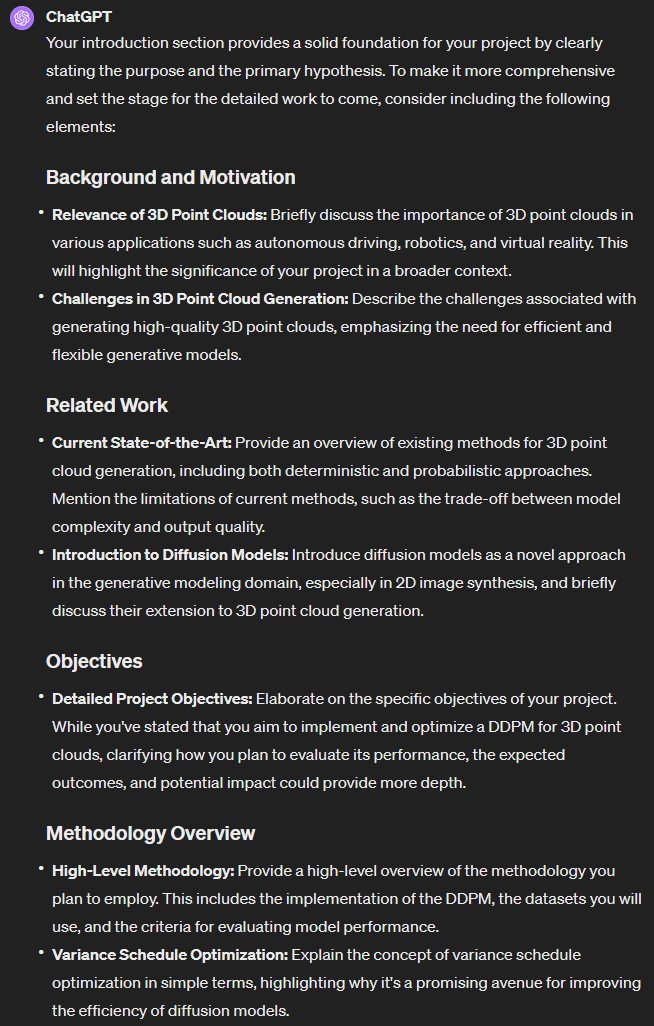 ChatGPT
Your introduction section provides a solid foundation for your project by clearly
stating the purpose and the primary hypothesis. To make it more comprehensive
and set the stage for the detailed work to come, consider including the following
elements:
Background and Motivation
• Relevance of 3D Point Clouds: Briefly discuss the importance of 3D point clouds in
various applications such as autonomous driving, robotics, and virtual reality. This
will highlight the significance of your project in a broader context.
• Challenges in 3D Point Cloud Generation: Describe the challenges associated with
generating high-quality 3D point clouds, emphasizing the need for efficient and
flexible generative models.
Related Work
• Current State-of-the-Art: Provide an overview of existing methods for 3D point
cloud generation, including both deterministic and probabilistic approaches.
Mention the limitations of current methods, such as the trade-off between model
complexity and output quality.
• Introduction to Diffusion Models: Introduce diffusion models as a novel approach
in the generative modeling domain, especially in 2D image synthesis, and briefly
discuss their extension to 3D point cloud generation.
Objectives
• Detailed Project Objectives: Elaborate on the specific objectives of your project.
While you've stated that you aim to implement and optimize a DDPM for 3D point
clouds, clarifying how you plan to evaluate its performance, the expected
outcomes, and potential impact could provide more depth.
Methodology Overview
• High-Level Methodology: Provide a high-level overview of the methodology you
plan to employ. This includes the implementation of the DDPM, the datasets you will
use, and the criteria for evaluating model performance.
• Variance Schedule Optimization: Explain the concept of variance schedule
optimization in simple terms, highlighting why it's a promising avenue for improving
the efficiency of diffusion models.